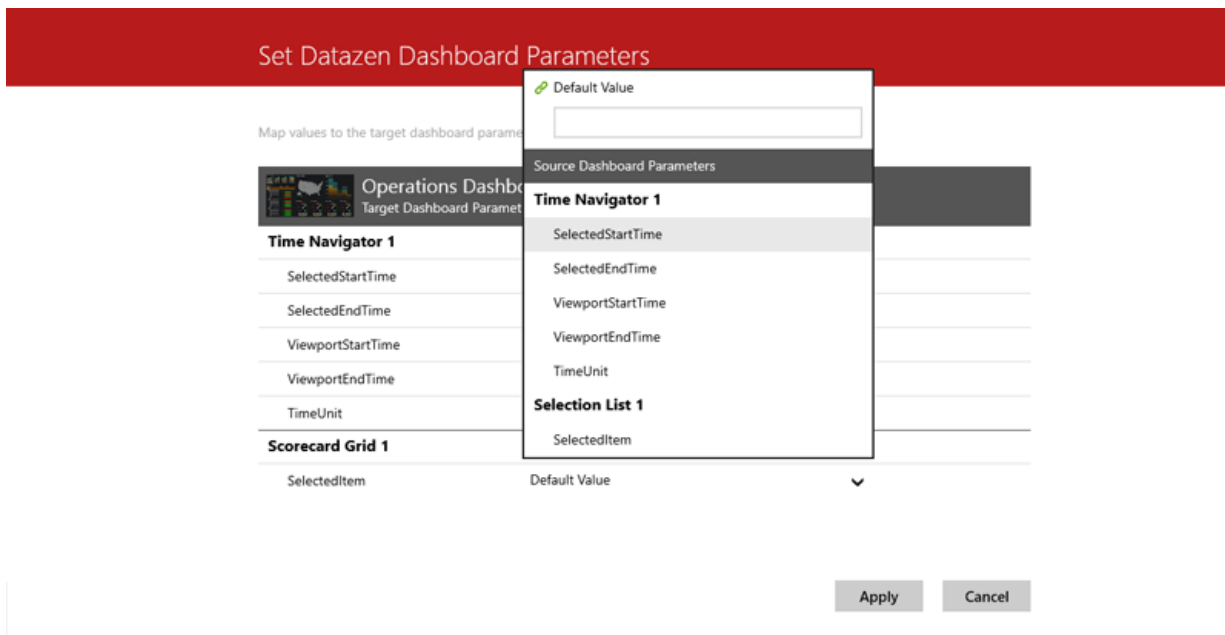 Set Datazen Dashboard Parameters
Default Value
Map values to the target dashboard parame
Source Dashboard Parameters
Operations Dashbo
Target Dashboard Paramet
Time Navigator 1
SelectedStartTime
SelectedEndTime
ViewportStartTime
ViewportEndTime
TimeUnit
Selection List 1
SelectedItem
Time Navigator 1
SelectedStartTime
SelectedEndTime
ViewportStartTime
ViewportEndTime
TimeUnit
Scorecard Grid 1
SelectedItem
Default Value
Apply
Cancel